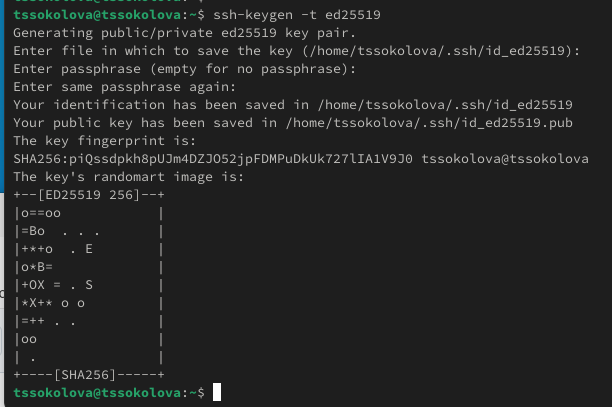 tssokolova@tssokolova:~$ ssh-keygen -t ed25519
Generating public/private ed25519 key pair.
Enter file in which to save the key (/home/tssokolova/.ssh/id_ed25519):
Enter passphrase (empty for no passphrase):
Enter same passphrase again:
Your identification has been saved in /home/tssokolova/.ssh/id_ed25519
Your public key has been saved in /home/tssokolova/.ssh/id_ed25519.pub
The key fingerprint is:
SHA256:piQssdpkh8pUJm4DZJO52jpFDMPuDkUk727lIA1V9J0 tssokolova@tssokolova
The key's randomart image is:
+--[ED25519 256]--+
|o==oo            |
|=Bo  . . .       |
|+*+o  . E        |
|o*B=             |
|+OX = . S        |
|*X+* o o         |
|=++ . .          |
|oo               |
| .               |
+----[SHA256]-----+
tssokolova@tssokolova:~$